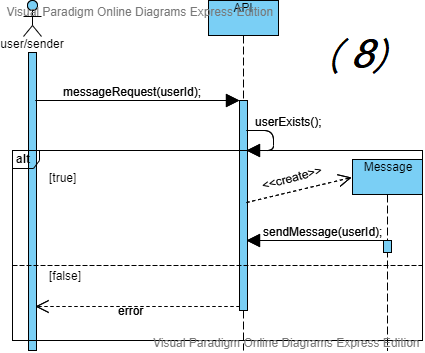 Visual Paradigm Online Diagrams Express Edition
API
user/sender
(8)
messageRequest(userId);
userExists();
alt
[true]
<<create>>
Message
sendMessage(userId);
[false]
error
Visual Paradigm Online Diagrams Express Edition